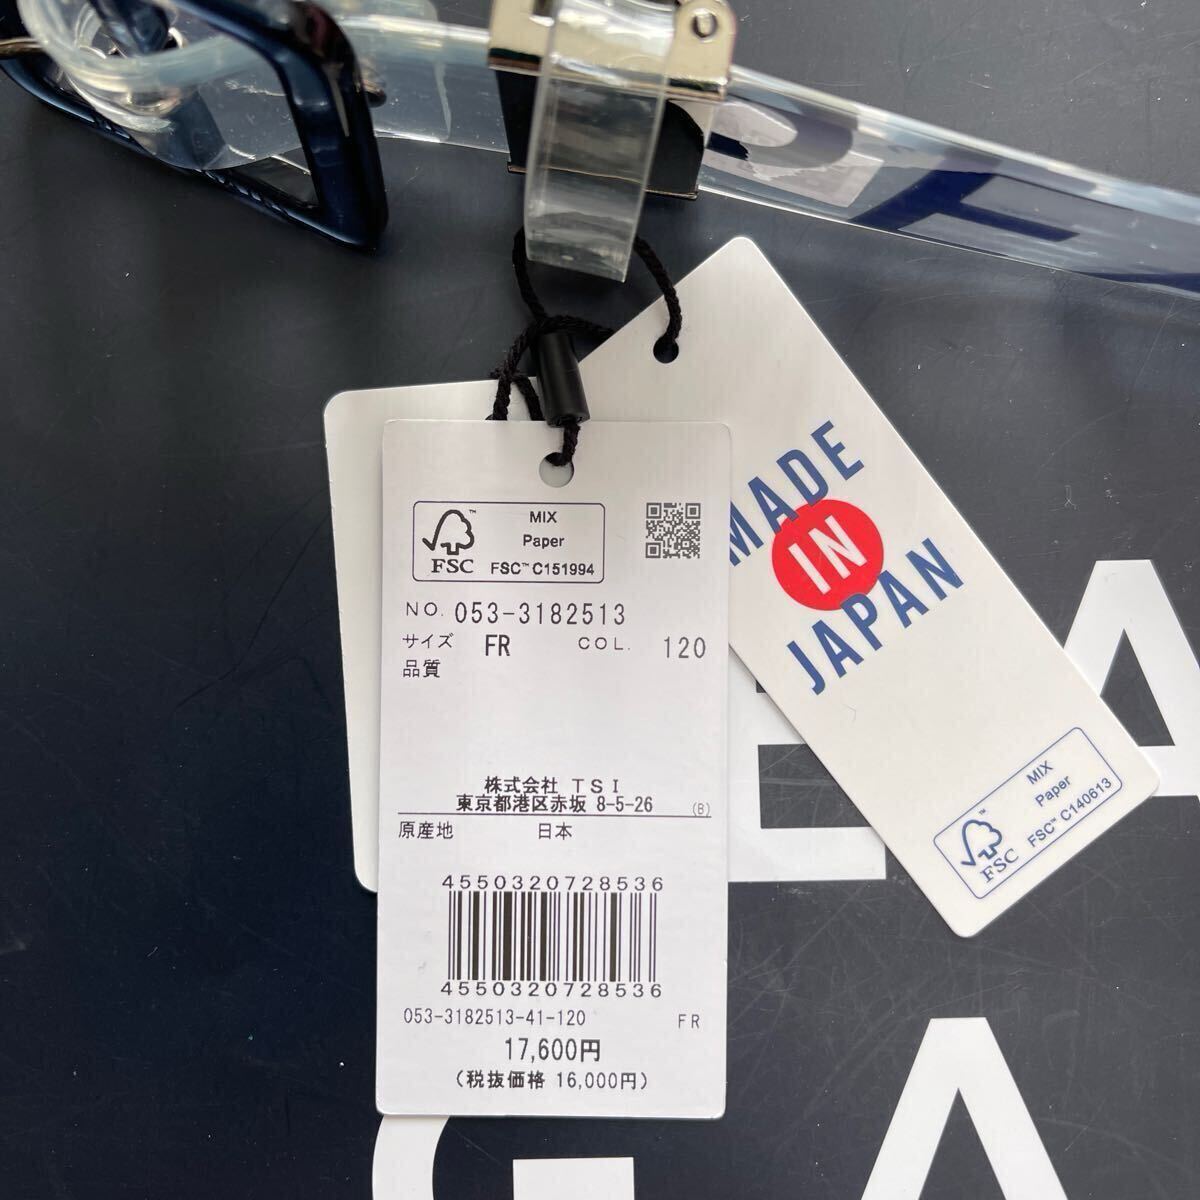 MIX
Paper
FSC™ C151994
FSC
NO. 053-3182513
サイズ FR COL. 120
品質
株式会社 TSI
東京都港区赤坂 8-5-26 (B)
原産地 日本
4550320728536
4550320728536
053-3182513-41-120 FR
17,600円
(税抜価格 16,000円)
MADE
IN
JAPAN
MIX
Paper
FSC™ C140613
FSC